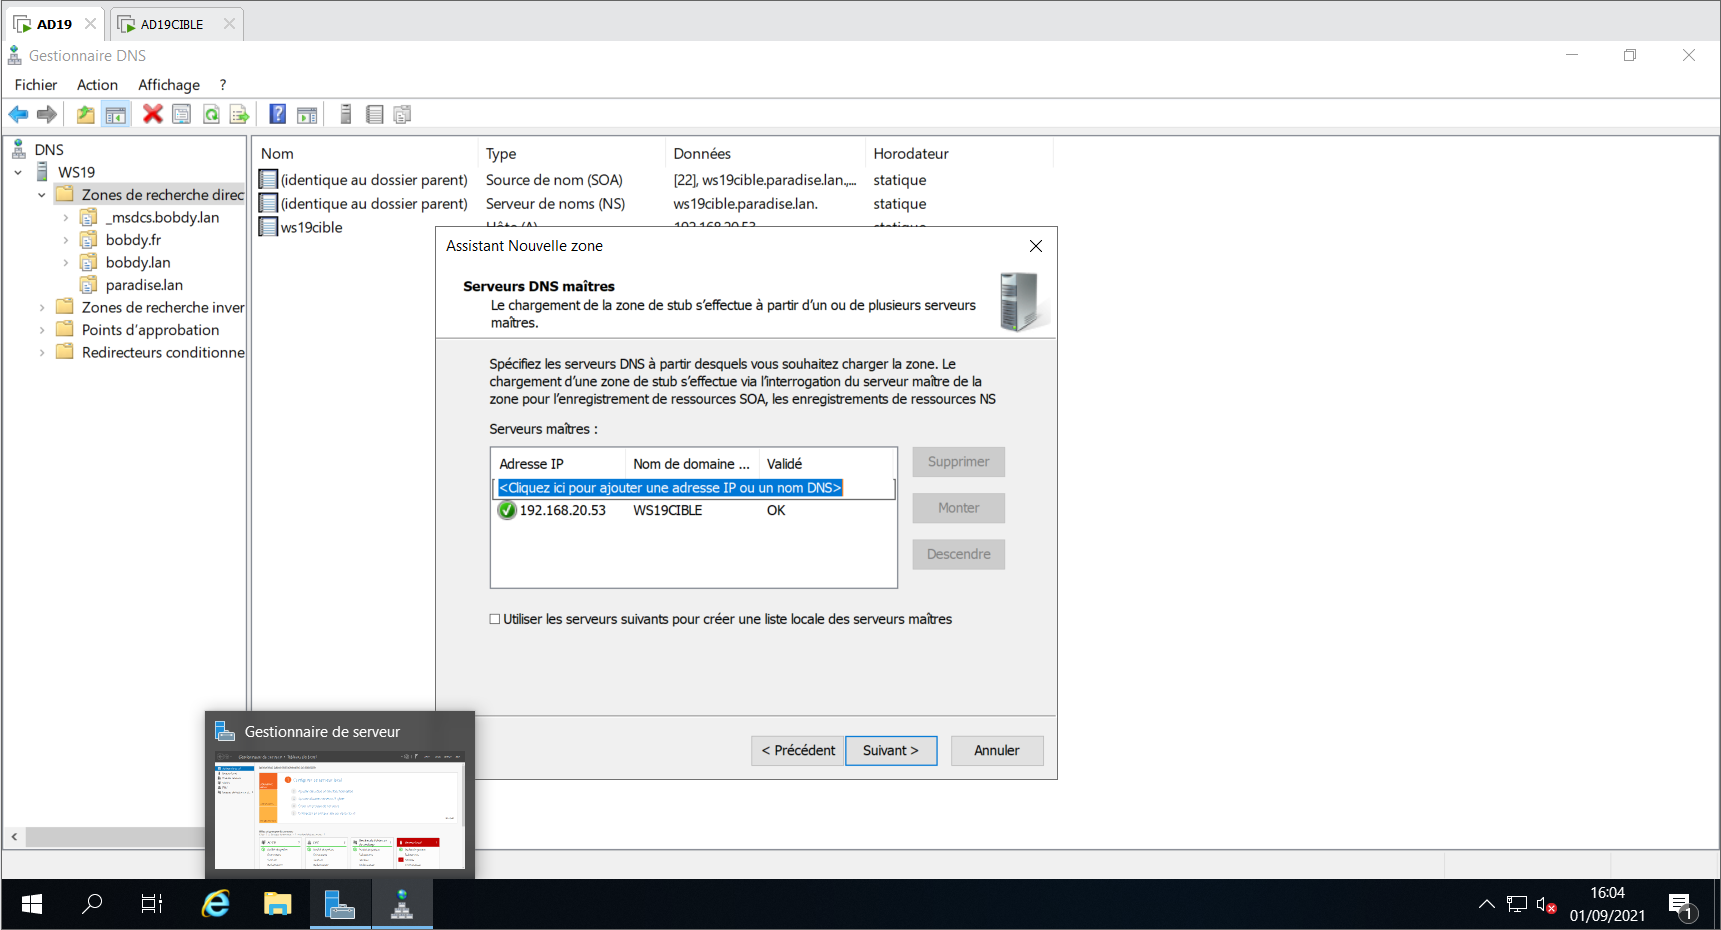 AD19
AD19CIBLE
Gestionnaire DNS
Fichier Action Affichage ?
DNS
WS19
Zones de recherche direc
_msdcs.bobdy.lan
bobdy.fr
bobdy.lan
paradise.lan
Zones de recherche inver
Points d'approbation
Redirecteurs conditionne
Nom Type Données Horodateur
(identique au dossier parent) Source de nom (SOA) [22], ws19cible.paradise.lan.,... statique
(identique au dossier parent) Serveur de noms (NS) ws19cible.paradise.lan. statique
ws19cible Hôte (A) 192.168.20.53 statique
Assistant Nouvelle zone
Serveurs DNS maîtres
Le chargement de la zone de stub s'effectue à partir d'un ou de plusieurs serveurs
maîtres.
Spécifiez les serveurs DNS à partir desquels vous souhaitez charger la zone. Le
chargement d'une zone de stub s'effectue via l'interrogation du serveur maître de la
zone pour l'enregistrement de ressources SOA, les enregistrements de ressources NS
Serveurs maîtres :
Adresse IP Nom de domaine ... Validé
<Cliquez ici pour ajouter une adresse IP ou un nom DNS>
192.168.20.53 WS19CIBLE OK
Supprimer
Monter
Descendre
Utiliser les serveurs suivants pour créer une liste locale des serveurs maîtres
< Précédent Suivant > Annuler
Gestionnaire de serveur
16:04
01/09/2021
1